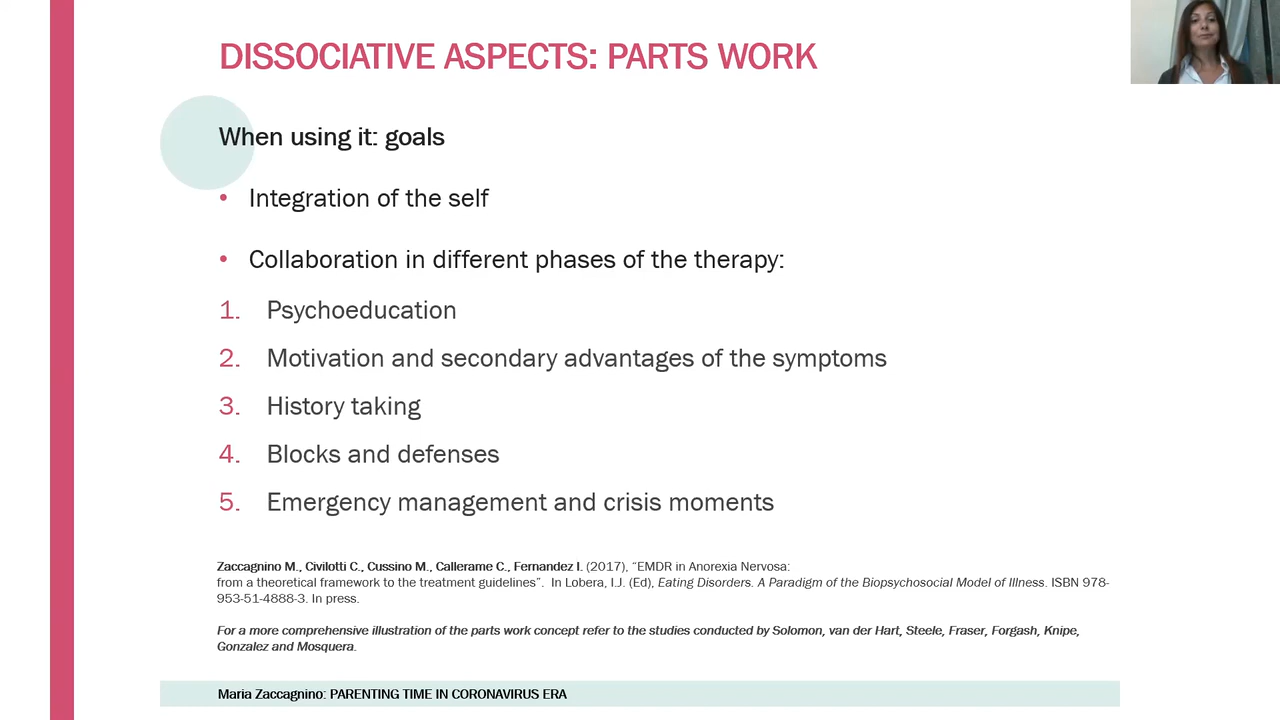 DISSOCIATIVE ASPECTS: PARTS WORK
When using it: goals
• Integration of the self
• Collaboration in different phases of the therapy:
1. Psychoeducation
2. Motivation and secondary advantages of the symptoms
3. History taking
4. Blocks and defenses
5. Emergency management and crisis moments
Zaccagnino M., Civilotti C., Cussino M., Callerame C., Fernandez I. (2017), “EMDR in Anorexia Nervosa:
from a theoretical framework to the treatment guidelines”. In Lobera, I.J. (Ed), Eating Disorders. A Paradigm of the Biopsychosocial Model of Illness. ISBN 978-
953-51-4888-3. In press.
For a more comprehensive illustration of the parts work concept refer to the studies conducted by Solomon, van der Hart, Steele, Fraser, Forgash, Knipe,
Gonzalez and Mosquera.
Maria Zaccagnino: PARENTING TIME IN CORONAVIRUS ERA